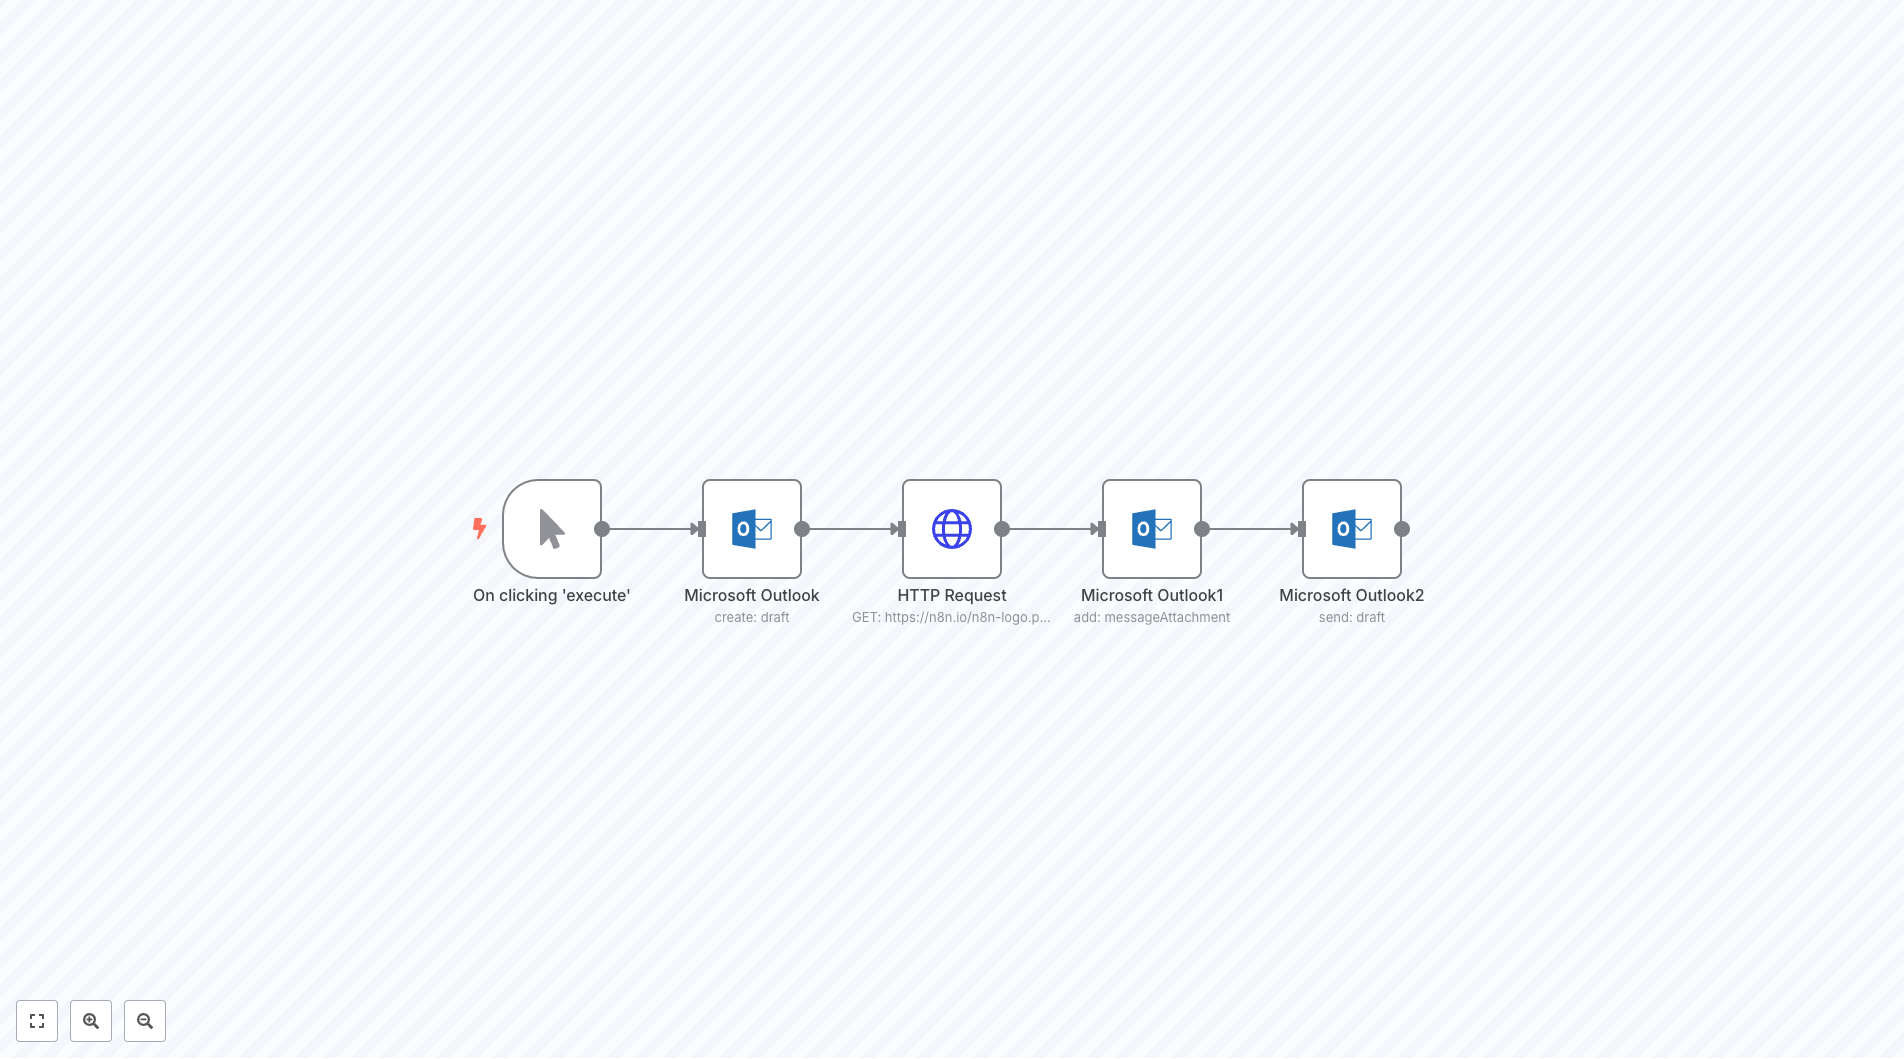 On clicking 'execute'
Microsoft Outlook
create: draft
HTTP Request
GET: https://n8n.io/n8n-logo.p...
Microsoft Outlook1
add: messageAttachment
Microsoft Outlook2
send: draft